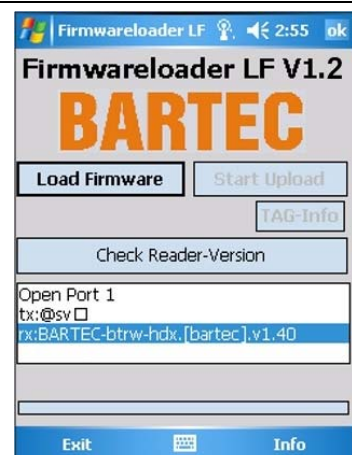 Firmwareloader LF 2:55 ok
Firmwareloader LF V1.2
BARTEC
Load Firmware Start Upload
TAG-Info
Check Reader-Version
Open Port 1
tx:@sv□
rx:BARTEC-btrw-hdx.[bartec].v1.40
Exit Info